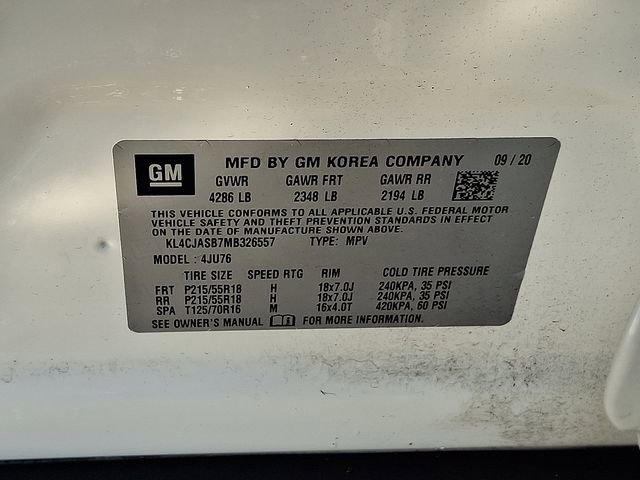 GM MFD BY GM KOREA COMPANY 09 / 20
GVWR GAWR FRT GAWR RR
4286 LB 2348 LB 2194 LB
THIS VEHICLE CONFORMS TO ALL APPLICABLE U.S. FEDERAL MOTOR
VEHICLE SAFETY AND THEFT PREVENTION STANDARDS IN EFFECT
ON THE DATE OF MANUFACTURE SHOWN ABOVE.
KL4CJASB7MB326557 TYPE: MPV
MODEL : 4JU76
TIRE SIZE SPEED RTG RIM COLD TIRE PRESSURE
FRT P215/55R18 H 18x7.0J 240KPA, 35 PSI
RR P215/55R18 H 18x7.0J 240KPA, 35 PSI
SPA T125/70R16 M 16x4.0T 420KPA, 60 PSI
SEE OWNER'S MANUAL FOR MORE INFORMATION.